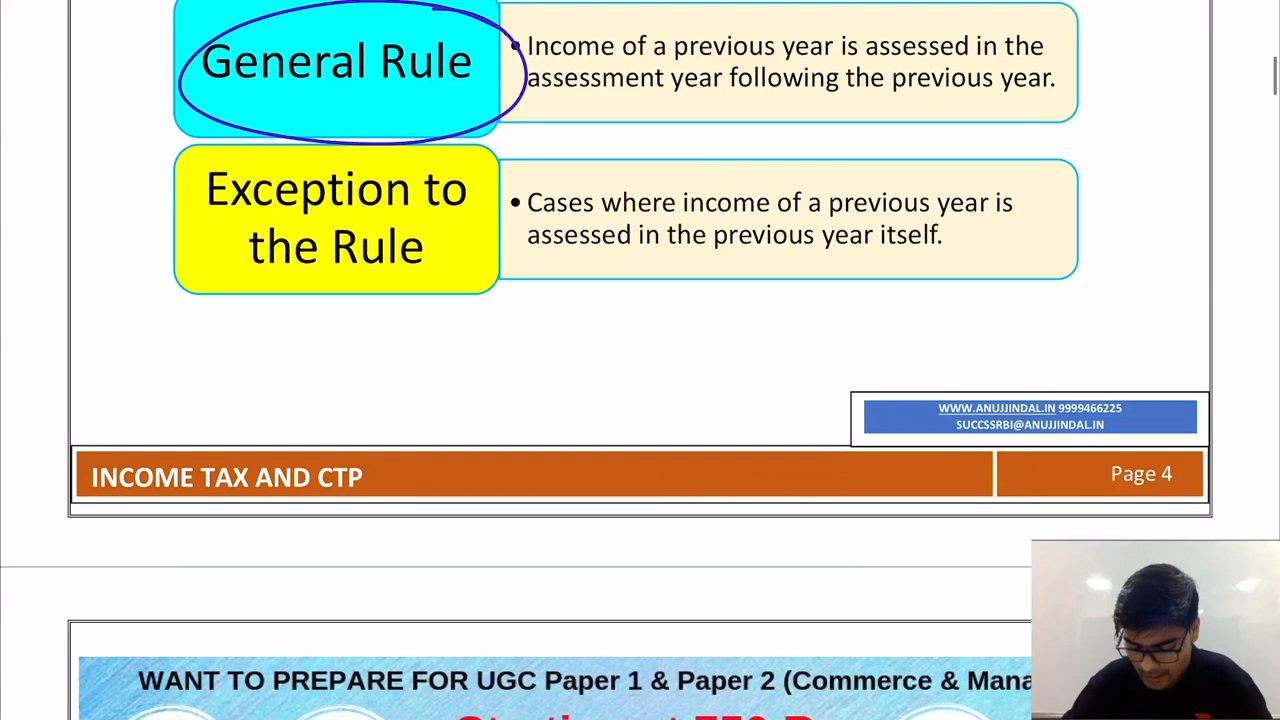 General Rule
• Income of a previous year is assessed in the
assessment year following the previous year.
Exception to
the Rule
• Cases where income of a previous year is
assessed in the previous year itself.
WWW.ANUJJINDAL.IN 9999466225
SUCCSSRBI@ANUJJINDAL.IN
INCOME TAX AND CTP
Page 4
WANT TO PREPARE FOR UGC Paper 1 & Paper 2 (Commerce & Mana